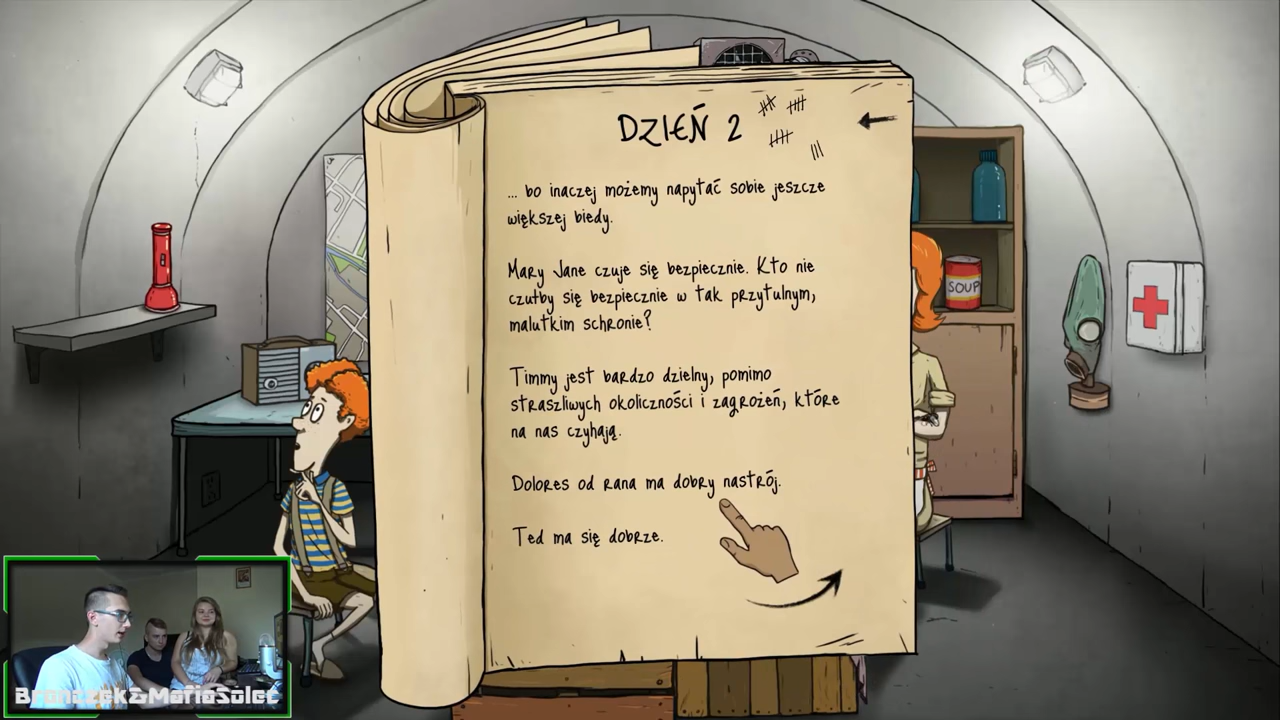 DZIEŃ 2
... bo inaczej możemy napytać sobie jeszcze
większej biedy.
Mary Jane czuje się bezpiecznie. Kto nie
czułby się bezpiecznie w tak przytulnym,
malutkim schronie?
Timmy jest bardzo dzielny, pomimo
straszliwych okoliczności i zagrożeń, które
na nas czyhają.
Dolores od rana ma dobry nastrój.
Ted ma się dobrze.
SOUP